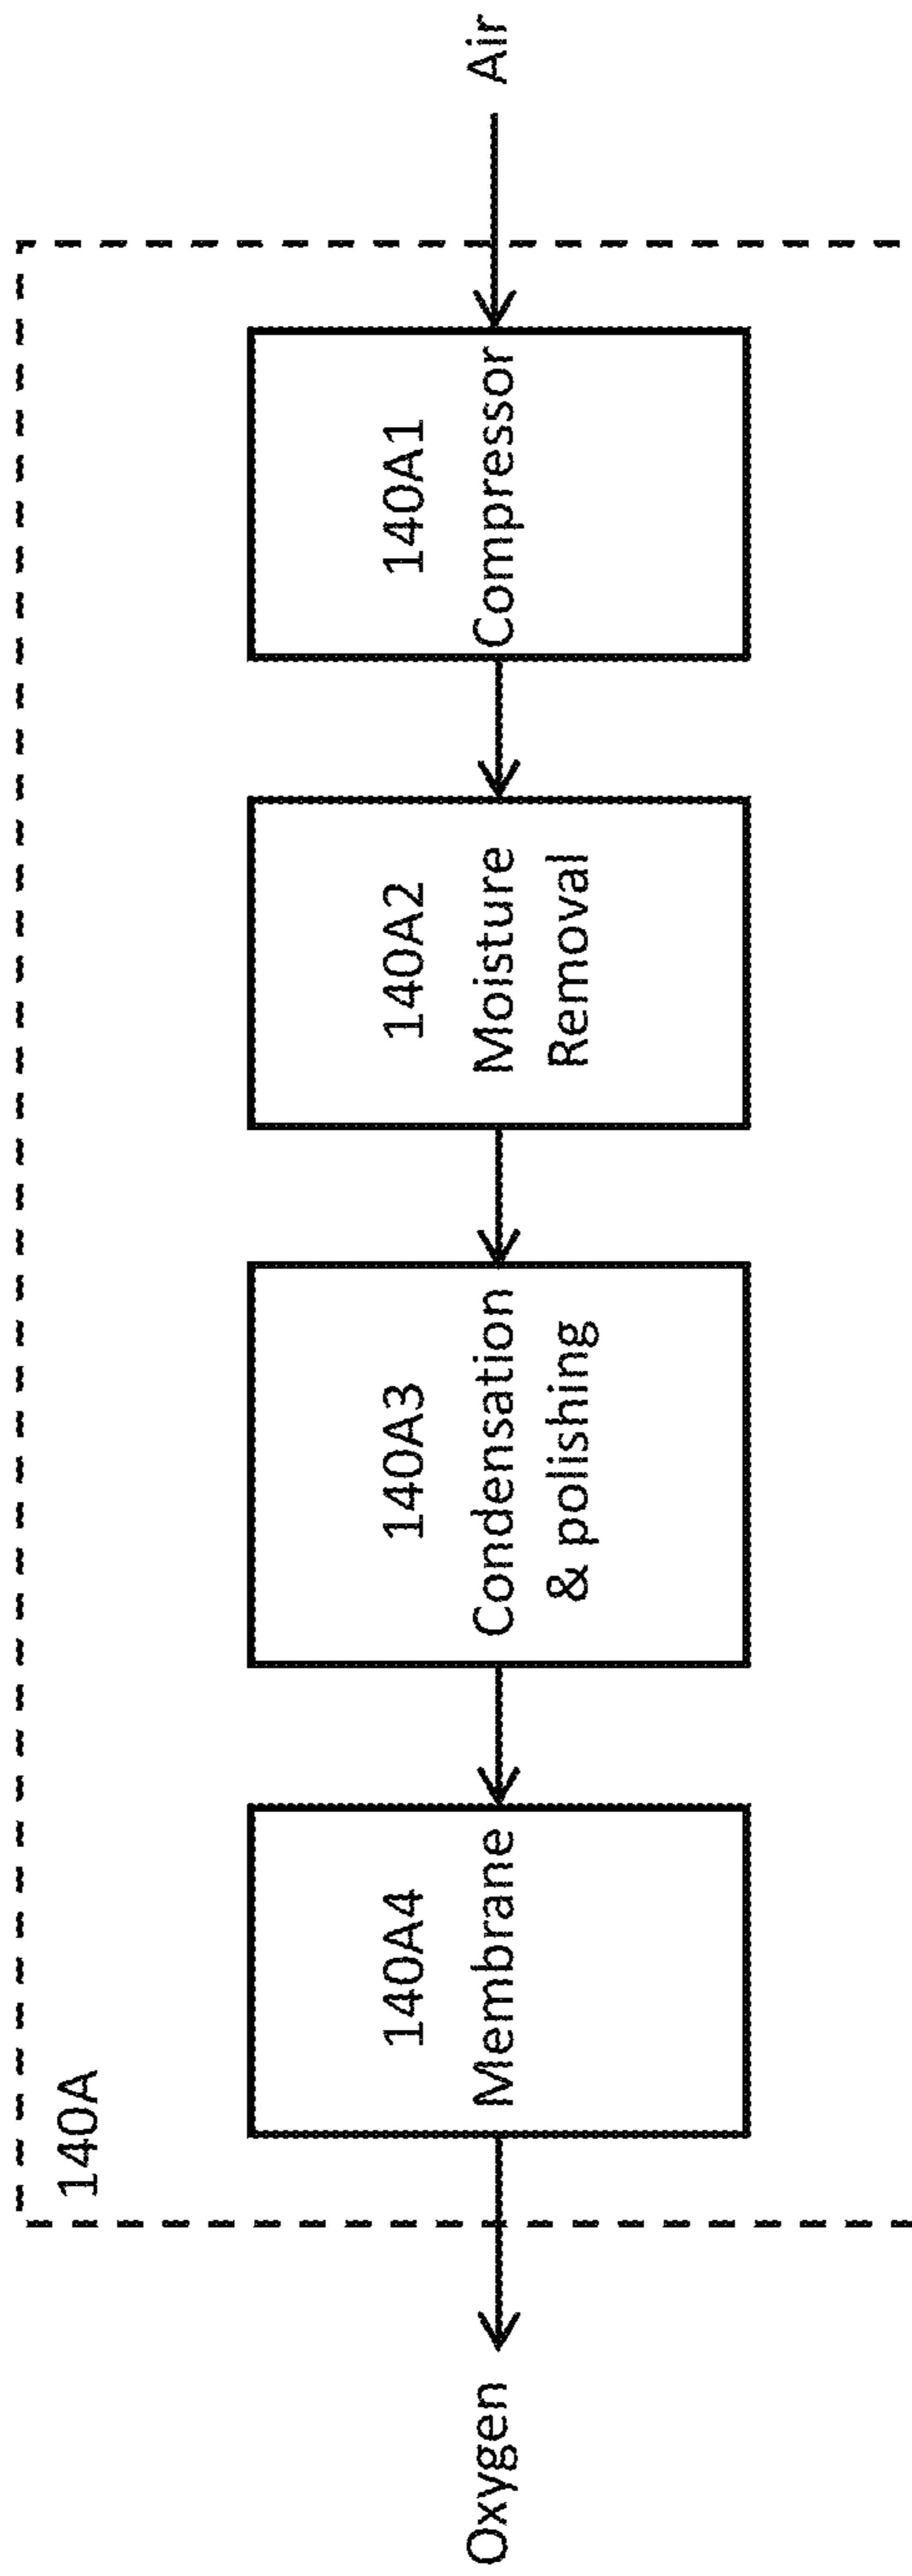 140A
Oxygen
140A4
Membrane
140A3
Condensation
& polishing
140A2
Moisture
Removal
140A1
Compressor
Air